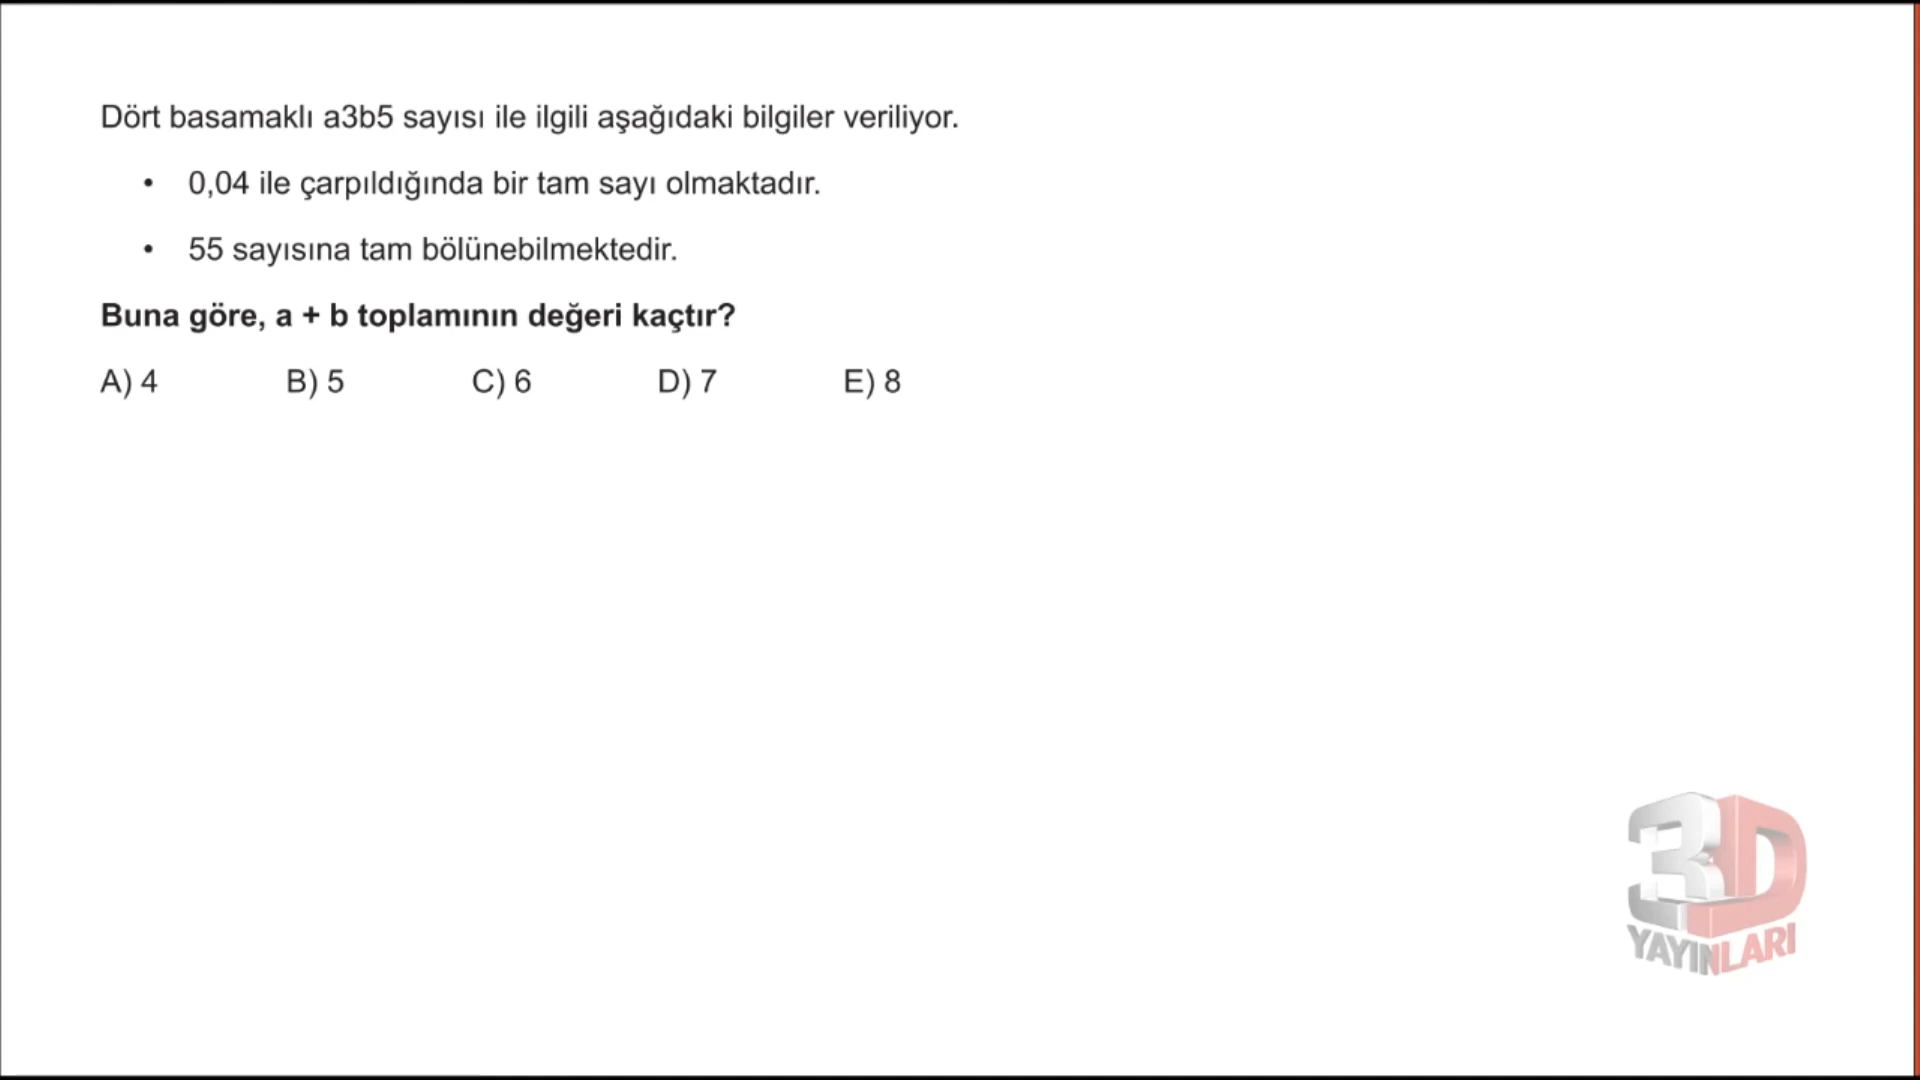 Dört basamaklı a3b5 sayısı ile ilgili aşağıdaki bilgiler veriliyor.
• 0,04 ile çarpıldığında bir tam sayı olmaktadır.
• 55 sayısına tam bölünebilmektedir.
Buna göre, a + b toplamının değeri kaçtır?
A) 4 B) 5 C) 6 D) 7 E) 8
3D
YAYINLARI